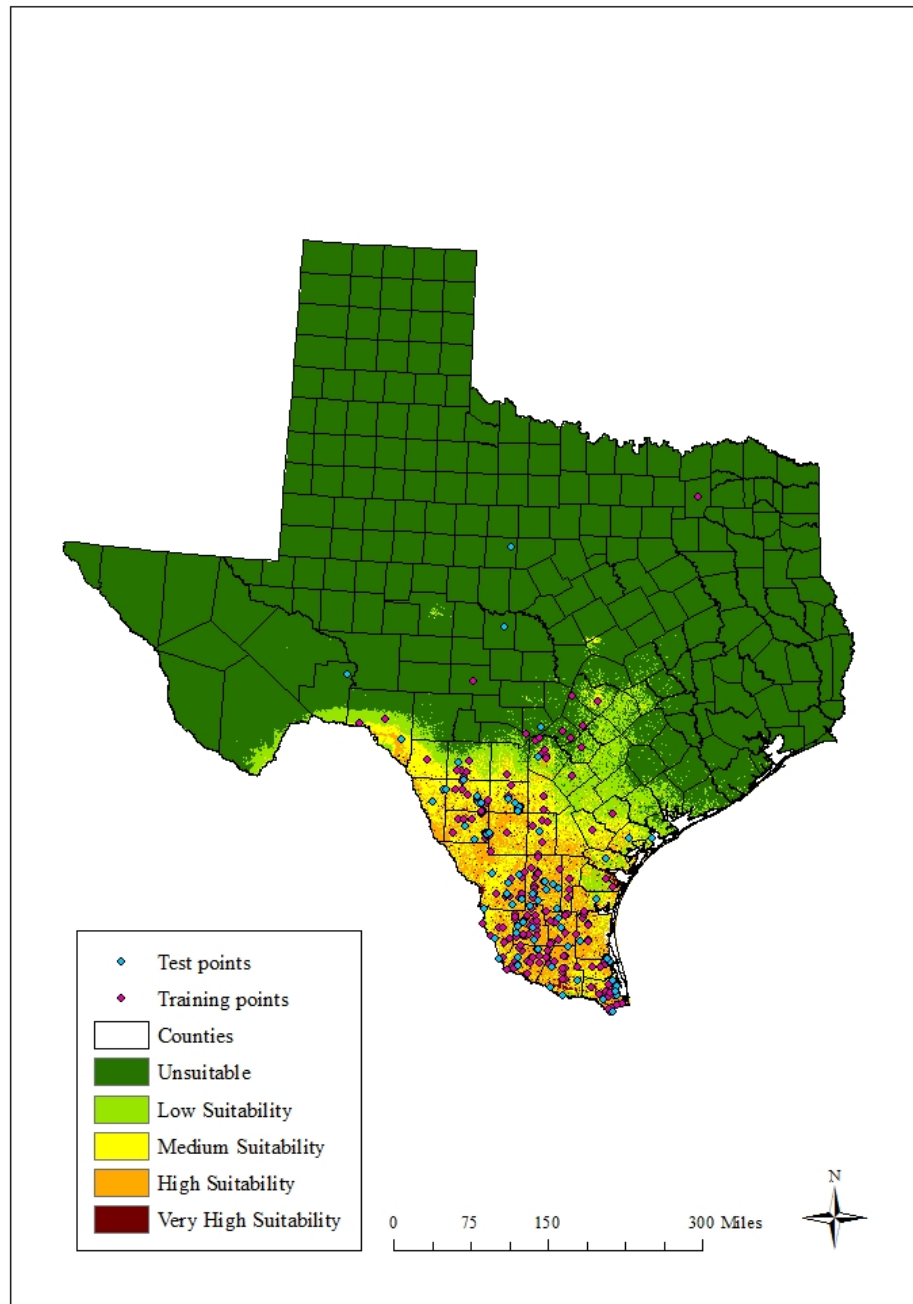 Test points
Training points
Counties
Unsuitable
Low Suitability
Medium Suitability
High Suitability
Very High Suitability
0 75 150 300 Miles
N